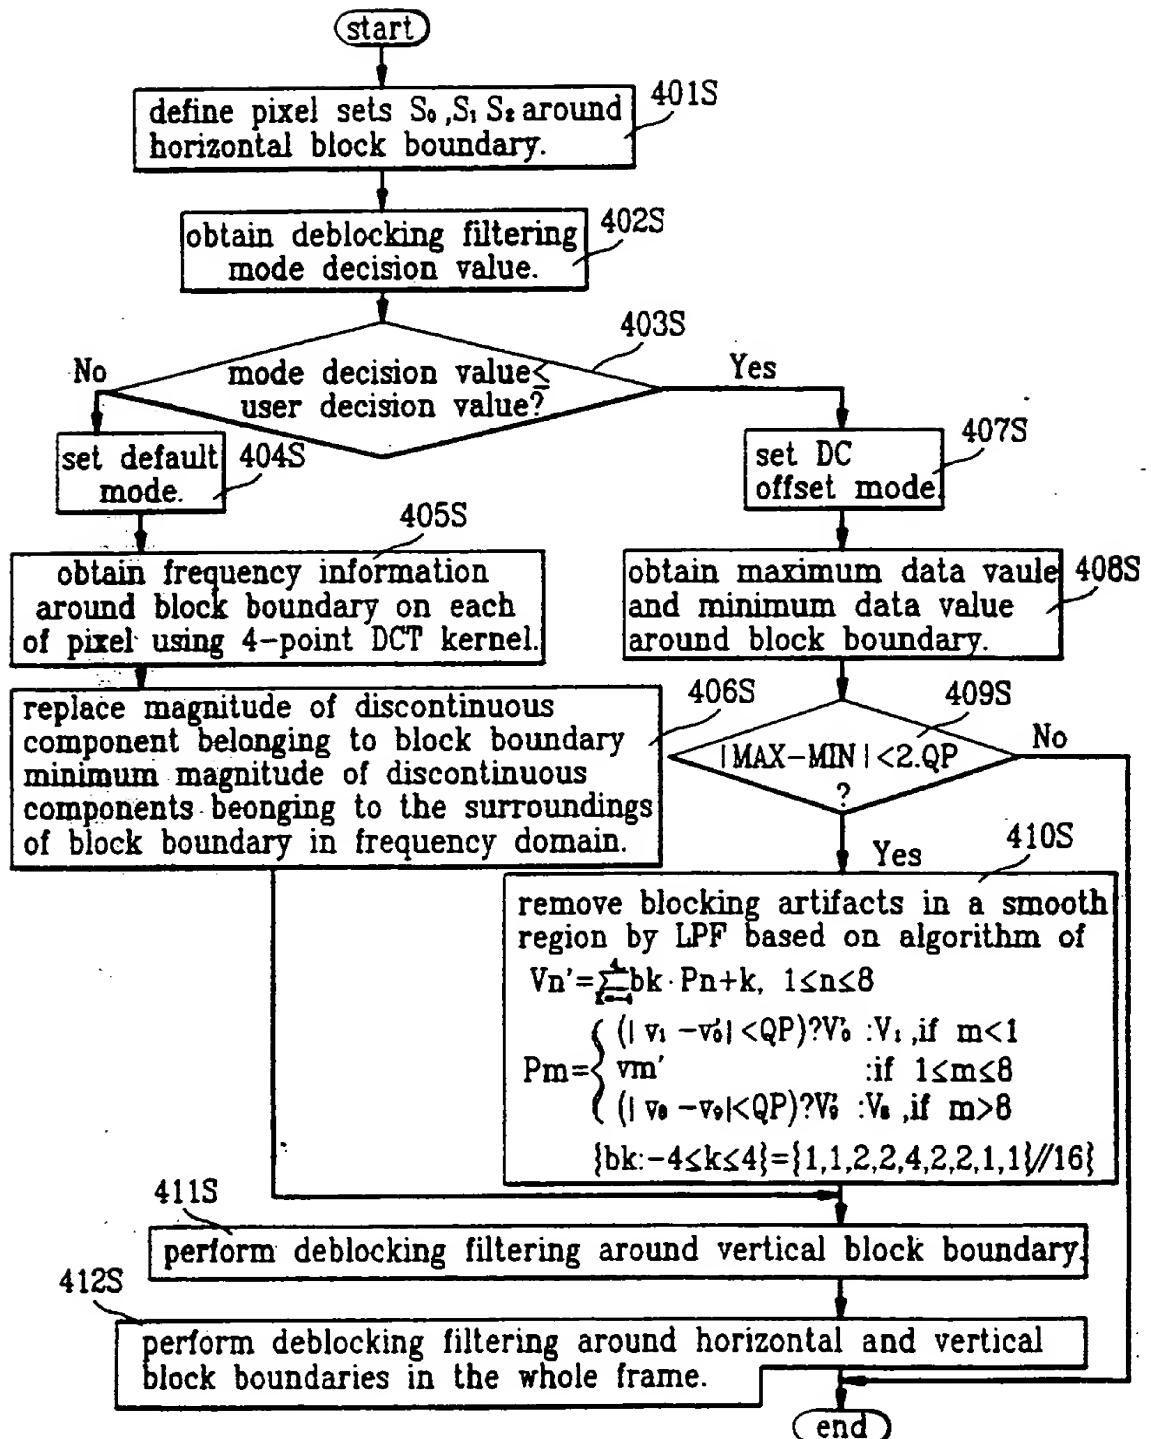 start
401S
define pixel sets S₀,S₁ S₂ around
horizontal block boundary.
402S
obtain deblocking filtering
mode decision value.
403S
No
mode decision value≤
user decision value?
Yes
set default
mode.
404S
407S
set DC
offset mode.
405S
obtain frequency information
around block boundary on each
of pixel using 4-point DCT kernel.
obtain maximum data vaule
and minimum data value
around block boundary.
408S
406S
replace magnitude of discontinuous
component belonging to block boundary
minimum magnitude of discontinuous
components beonging to the surroundings
of block boundary in frequency domain.
409S
|MAX-MIN|<2.QP
?
No
Yes
410S
remove blocking artifacts in a smooth
region by LPF based on algorithm of
Vn'=∑bk·Pn+k, 1≤n≤8
4
K=-4
Pm={
(|v₁-v₀'|<QP)?V₀' :V₁ ,if m<1
vm' :if 1≤m≤8
(|v₈-v₉|<QP)?V₉' :V₈ ,if m>8
{bk:-4≤k≤4}={1,1,2,2,4,2,2,1,1}//16}
411S
perform deblocking filtering around vertical block boundary.
412S
perform deblocking filtering around horizontal and vertical
block boundaries in the whole frame.
end